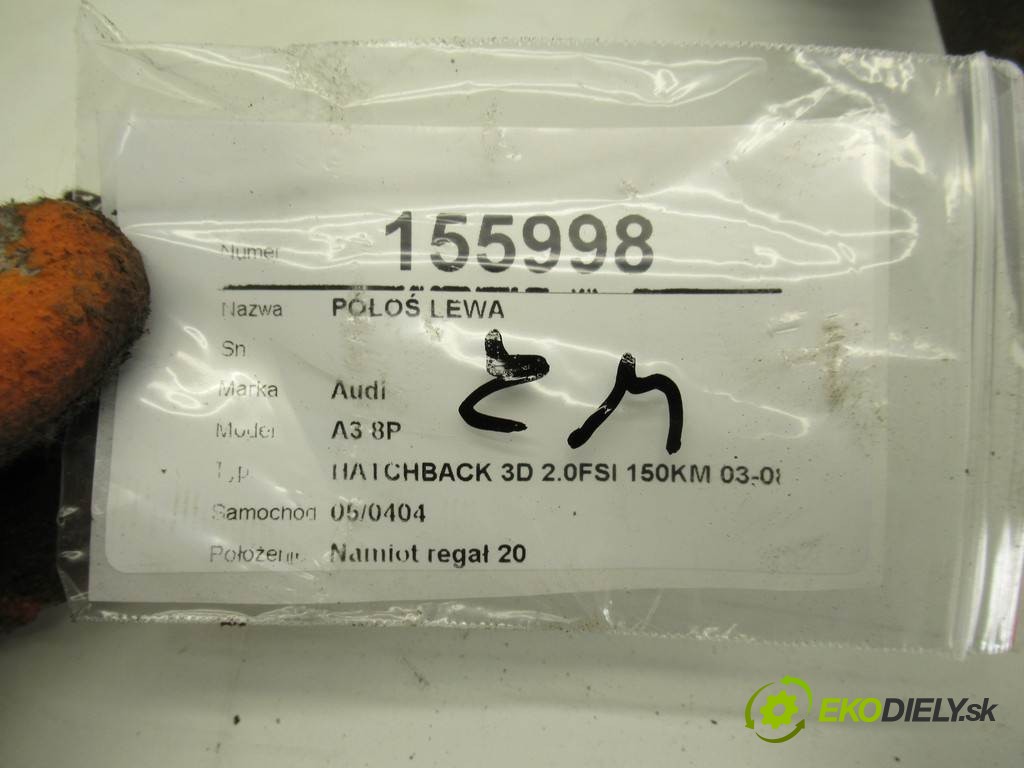 Numer 155998
Nazwa PÓŁOŚ LEWA
Sn
Marka Audi
Model A3 8P
Typ HATCHBACK 3D 2.0FSI 150KM 03-08
Samochód 05/0404
Położenie Namiot regał 20
EKODIELY.sk